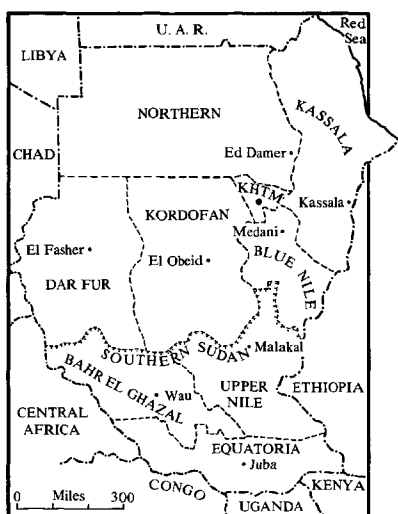 U. A. R.
Red
Sea
LIBYA
NORTHERN
KASSALA
Ed Damer
CHAD
KHTM
KORDOFAN
Kassala
Medani
El Fasher
El Obeid
BLUE NILE
DAR FUR
SOUTHERN SUDAN
Malakal
BAHR EL GHAZAL
Wau
UPPER
NILE
ETHIOPIA
CENTRAL
AFRICA
EQUATORIA
Juba
KENYA
0 Miles 300
CONGO
UGANDA